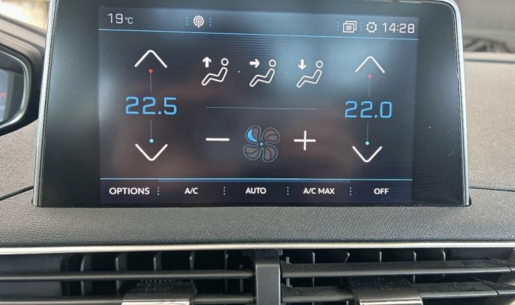 19°C 14:28
22.5 22.0
OPTIONS A/C AUTO A/C MAX OFF